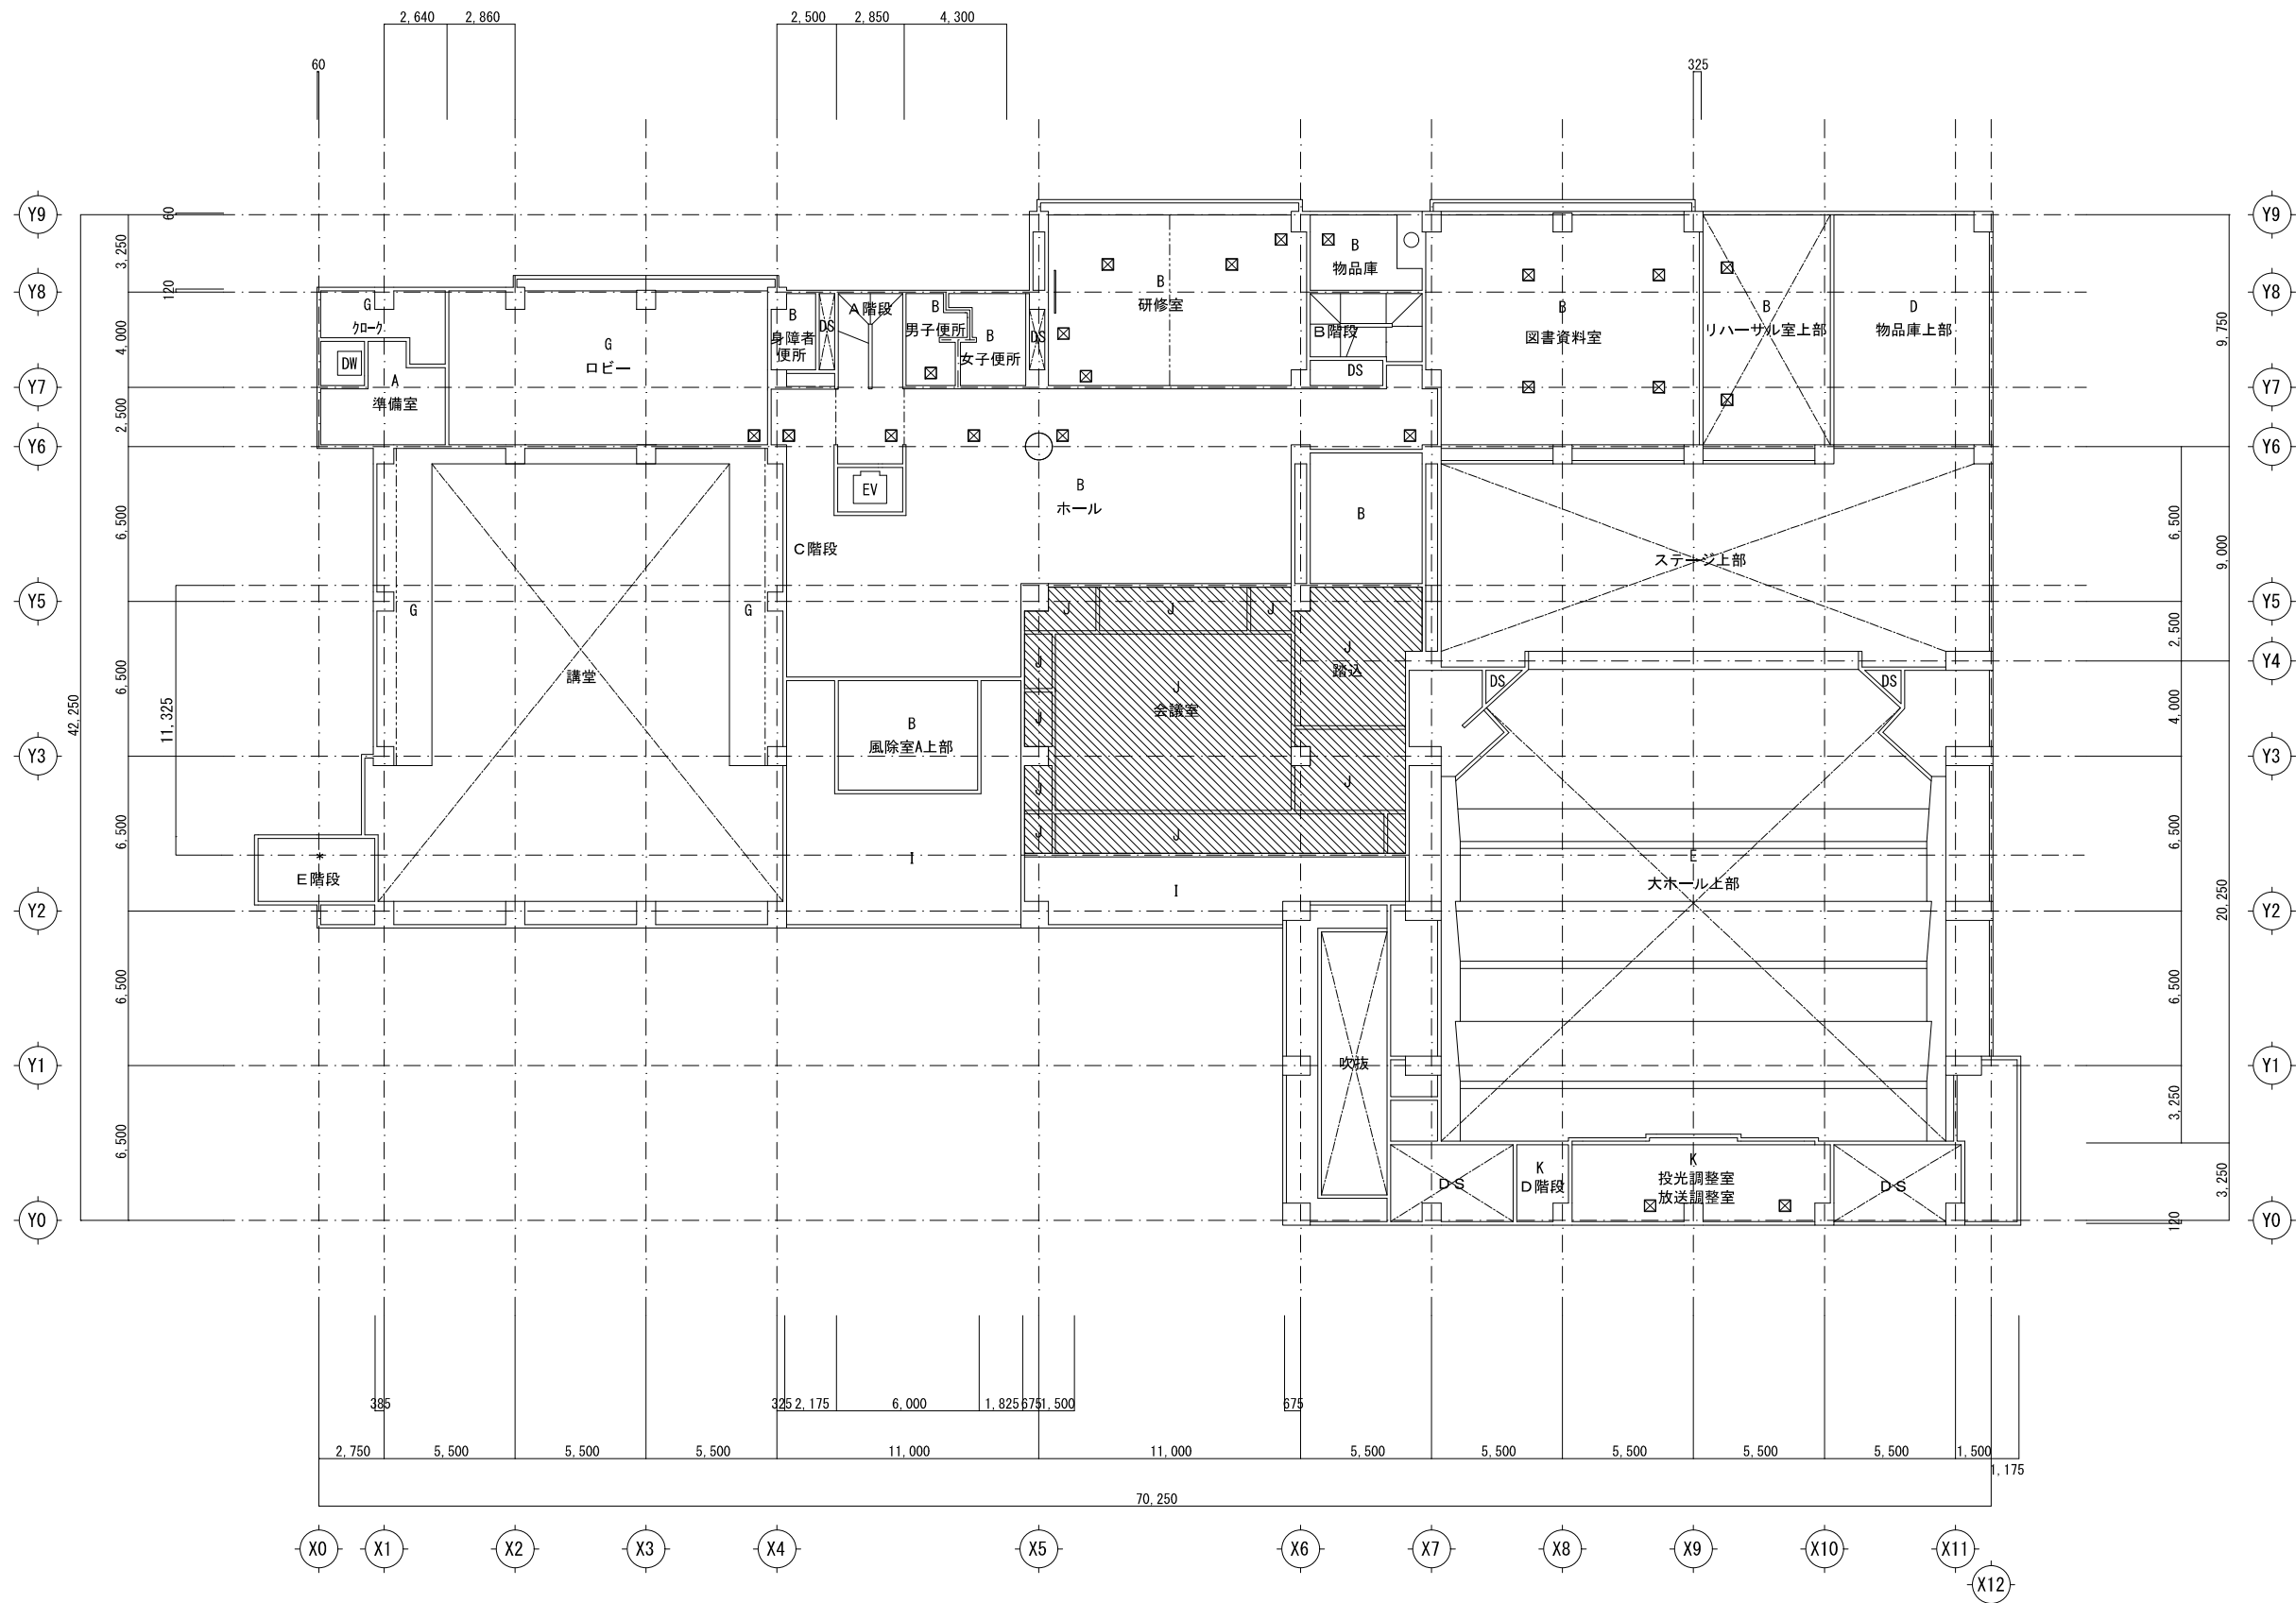 2,640 2,860 2,500 2,850 4,300
60 325
Y9 60 Y9
3,250
B
物品庫
9,750
Y8 120 Y8
G
クローク
G
ロビー
B
身障者
便所
DS
A階段
B
男子便所
B
女子便所
DS
B
研修室
B階段
DS
B
図書資料室
B
リハーサル室上部
D
物品庫上部
4,000
DW
A
準備室
Y7 Y7
2,500
Y6 Y6
EV
B
ホール
B
C階段
ステージ上部
6,500 6,500
9,000
Y5 Y5
G G
J J J
2,500
講堂
J
J
踏込
Y4
DS DS
6,500
42,250
11,325
J
J
会議室
B
風除室A上部
4,000
Y3 Y3
J J
J J
6,500 6,500
*
E階段
I
I
E
大ホール上部
20,250
Y2 Y2
6,500 6,500
吹抜
Y1 Y1
3,250
6,500
DS
K
D階段
K
投光調整室
放送調整室
DS
3,250
Y0 120 Y0
385 325 2,175 6,000 1,825 675 1,500 675
2,750 5,500 5,500 5,500 11,000 11,000 5,500 5,500 5,500 5,500 5,500 1,500
1,175
70,250
X0 X1 X2 X3 X4 X5 X6 X7 X8 X9 X10 X11
X12